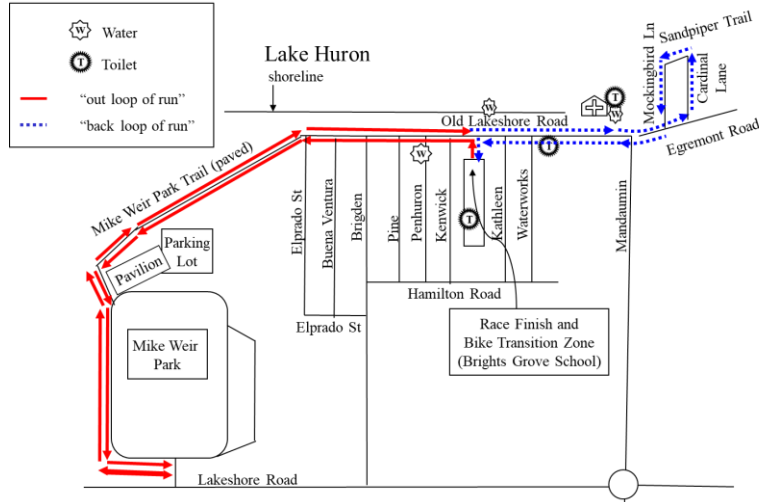 W
Water
T
Toilet
“out loop of run”
“back loop of run”
Lake Huron
shoreline
W
T
W
Old Lakeshore Road
Mockingbird Ln
Sandpiper Trail
Cardinal
Lane
Egremont Road
T
W
Mike Weir Park Trail (paved)
Elprado St
Buena Ventura
Brigden
Pine
Penhuron
Kenwick
T
Kathleen
Waterworks
Mandaumin
Parking
Lot
Pavilion
Hamilton Road
Elprado St
Race Finish and
Bike Transition Zone
(Brights Grove School)
Mike Weir
Park
Lakeshore Road